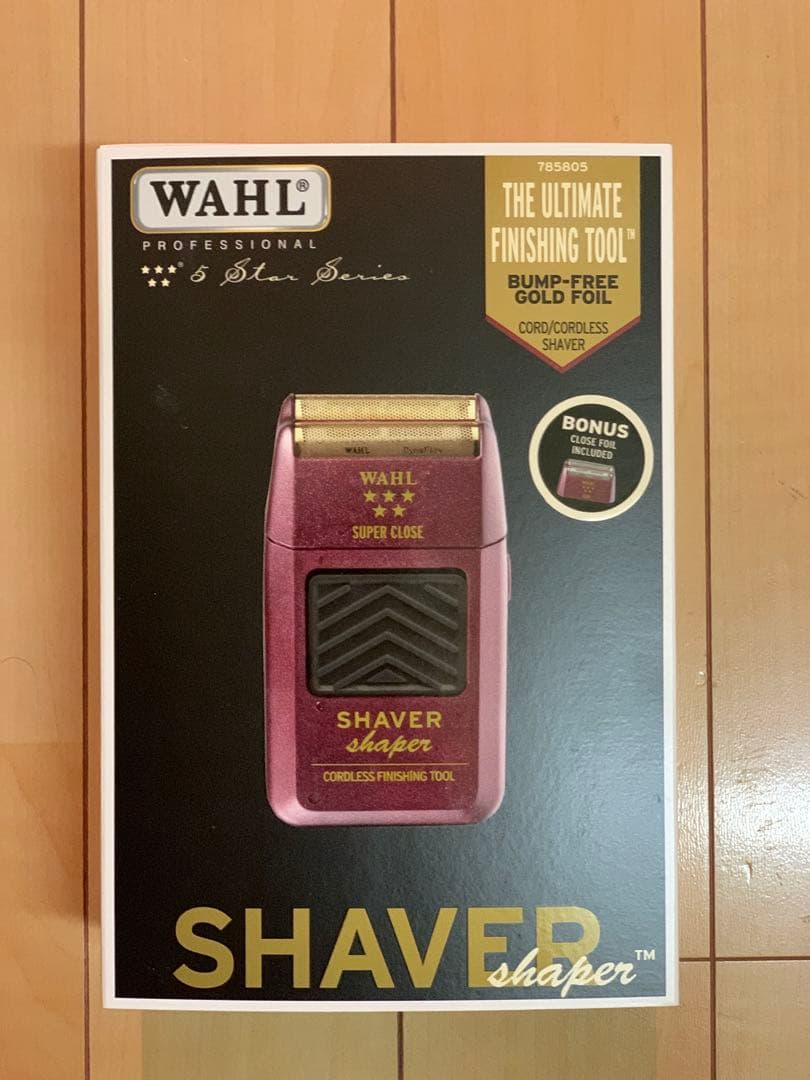 WAHL®
PROFESSIONAL
5 Star Series
785805
THE ULTIMATE
FINISHING TOOL™
BUMP-FREE
GOLD FOIL
CORD/CORDLESS
SHAVER
BONUS
CLOSE FOIL
INCLUDED
WAHL
WAHL
SUPER CLOSE
SHAVER
shaper
CORDLESS FINISHING TOOL
SHAVER
shaper™